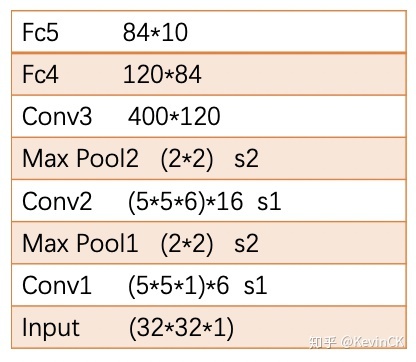 Fc5 84*10
Fc4 120*84
Conv3 400*120
Max Pool2 (2*2) s2
Conv2 (5*5*6)*16 s1
Max Pool1 (2*2) s2
Conv1 (5*5*1)*6 s1
Input (32*32*1)
知乎 @KevinCK